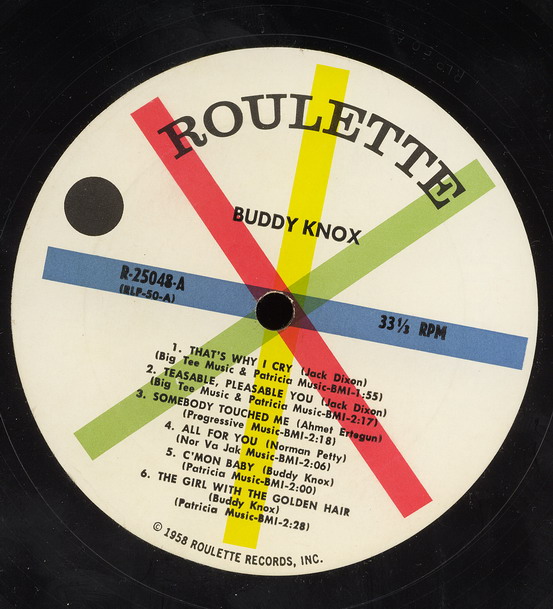 ROULETTE
BUDDY KNOX
R-25048-A
(RLP-50-A)
33⅓ RPM
1. THAT'S WHY I CRY (Jack Dixon)
(Big Tee Music & Patricia Music-BMI-1:55)
2. TEASABLE, PLEASABLE YOU (Jack Dixon)
(Big Tee Music & Patricia Music-BMI-2:17)
3. SOMEBODY TOUCHED ME (Ahmet Ertegun)
(Progressive Music-BMI-2:18)
4. ALL FOR YOU (Norman Petty)
(Nor Va Jak Music-BMI-2:06)
5. C'MON BABY (Buddy Knox)
(Patricia Music-BMI-2:00)
6. THE GIRL WITH THE GOLDEN HAIR
(Buddy Knox)
(Patricia Music-BMI-2:28)
© 1958 ROULETTE RECORDS, INC.